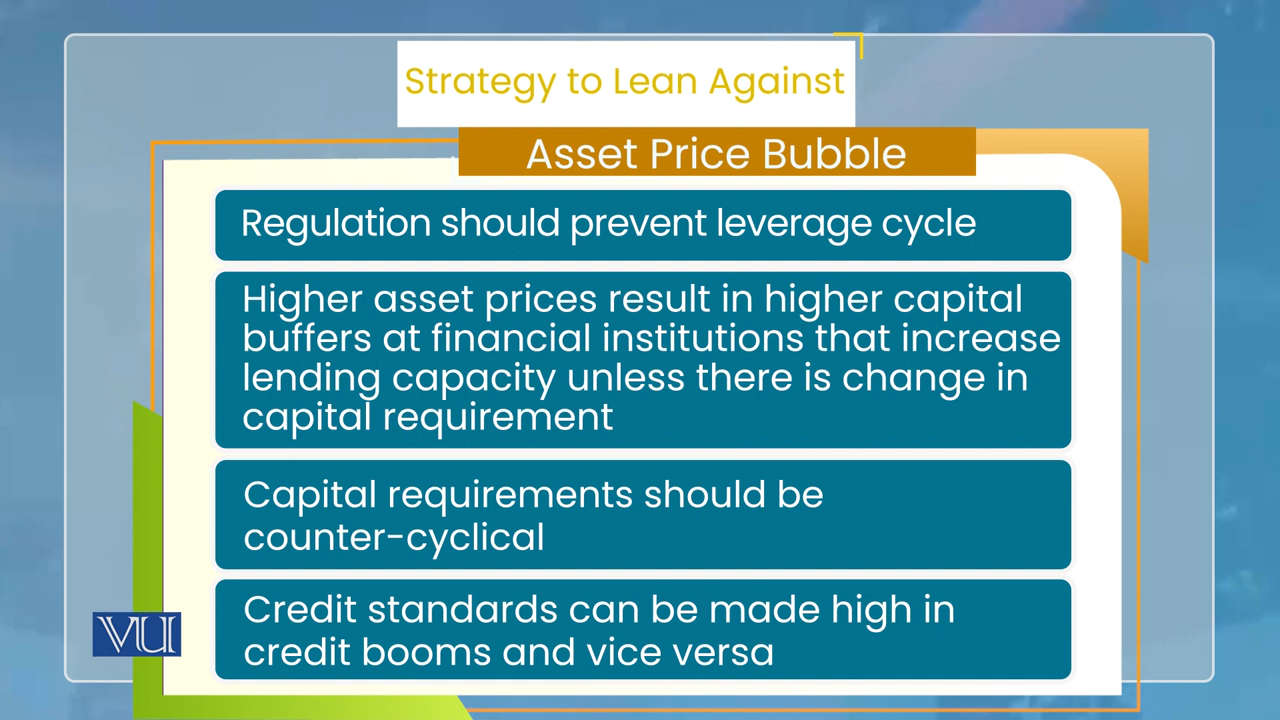 Strategy to Lean Against
Asset Price Bubble
Regulation should prevent leverage cycle
Higher asset prices result in higher capital
buffers at financial institutions that increase
lending capacity unless there is change in
capital requirement
Capital requirements should be
counter-cyclical
Credit standards can be made high in
credit booms and vice versa
VU